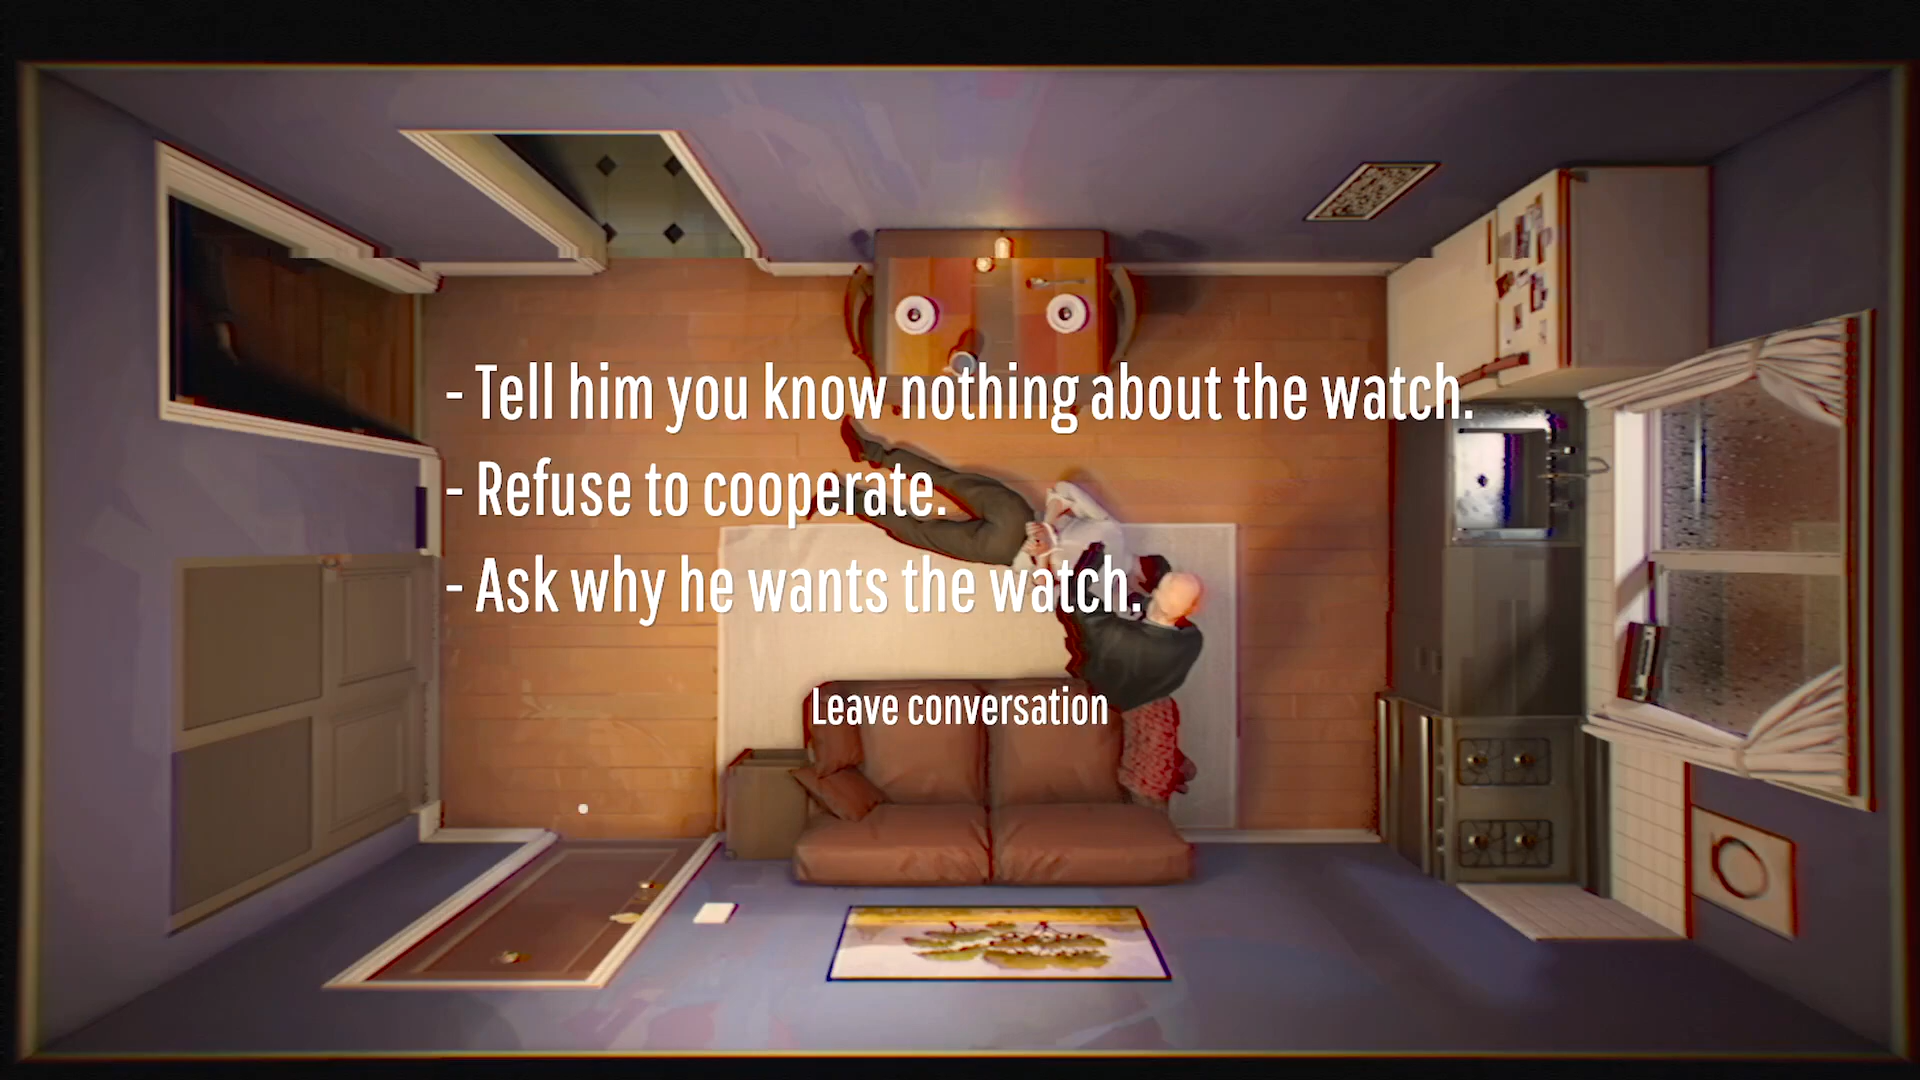 - Tell him you know nothing about the watch.
- Refuse to cooperate.
- Ask why he wants the watch.
Leave conversation